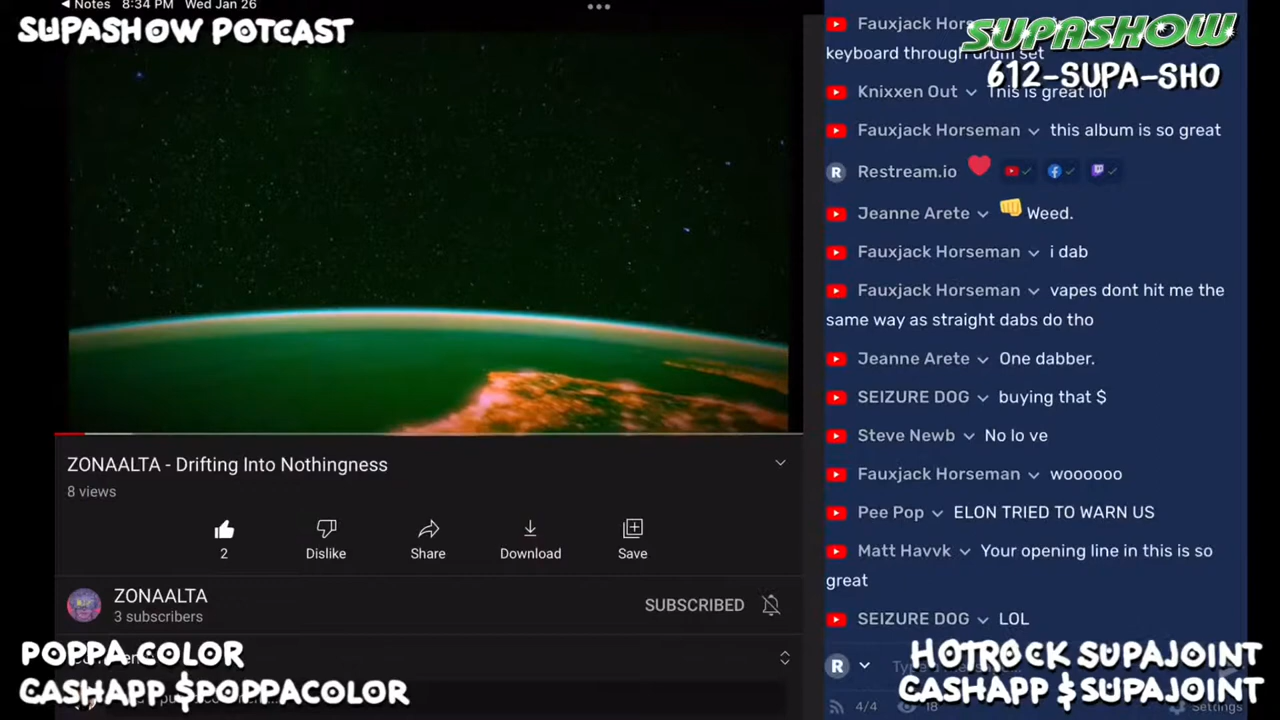 Notes 8:34 PM Wed Jan 26
SUPASHOW POTCAST
ZONAALTA - Drifting Into Nothingness
8 views
2 Dislike Share Download Save
ZONAALTA
3 subscribers
SUBSCRIBED
POPPA COLOR
CASHAPP $POPPACOLOR
SUPASHOW
612-SUPA-SHO
Fauxjack Horseman
keyboard through drum set
Knixxen Out This is great lol
Fauxjack Horseman this album is so great
R Restream.io
Jeanne Arete 👊 Weed.
Fauxjack Horseman i dab
Fauxjack Horseman vapes dont hit me the
same way as straight dabs do tho
Jeanne Arete One dabber.
SEIZURE DOG buying that $
Steve Newb No lo ve
Fauxjack Horseman woooooo
Pee Pop ELON TRIED TO WARN US
Matt Havvk Your opening line in this is so
great
SEIZURE DOG LOL
R
HOTROCK SUPAJOINT
CASHAPP $SUPAJOINT
4/4 18 Settings